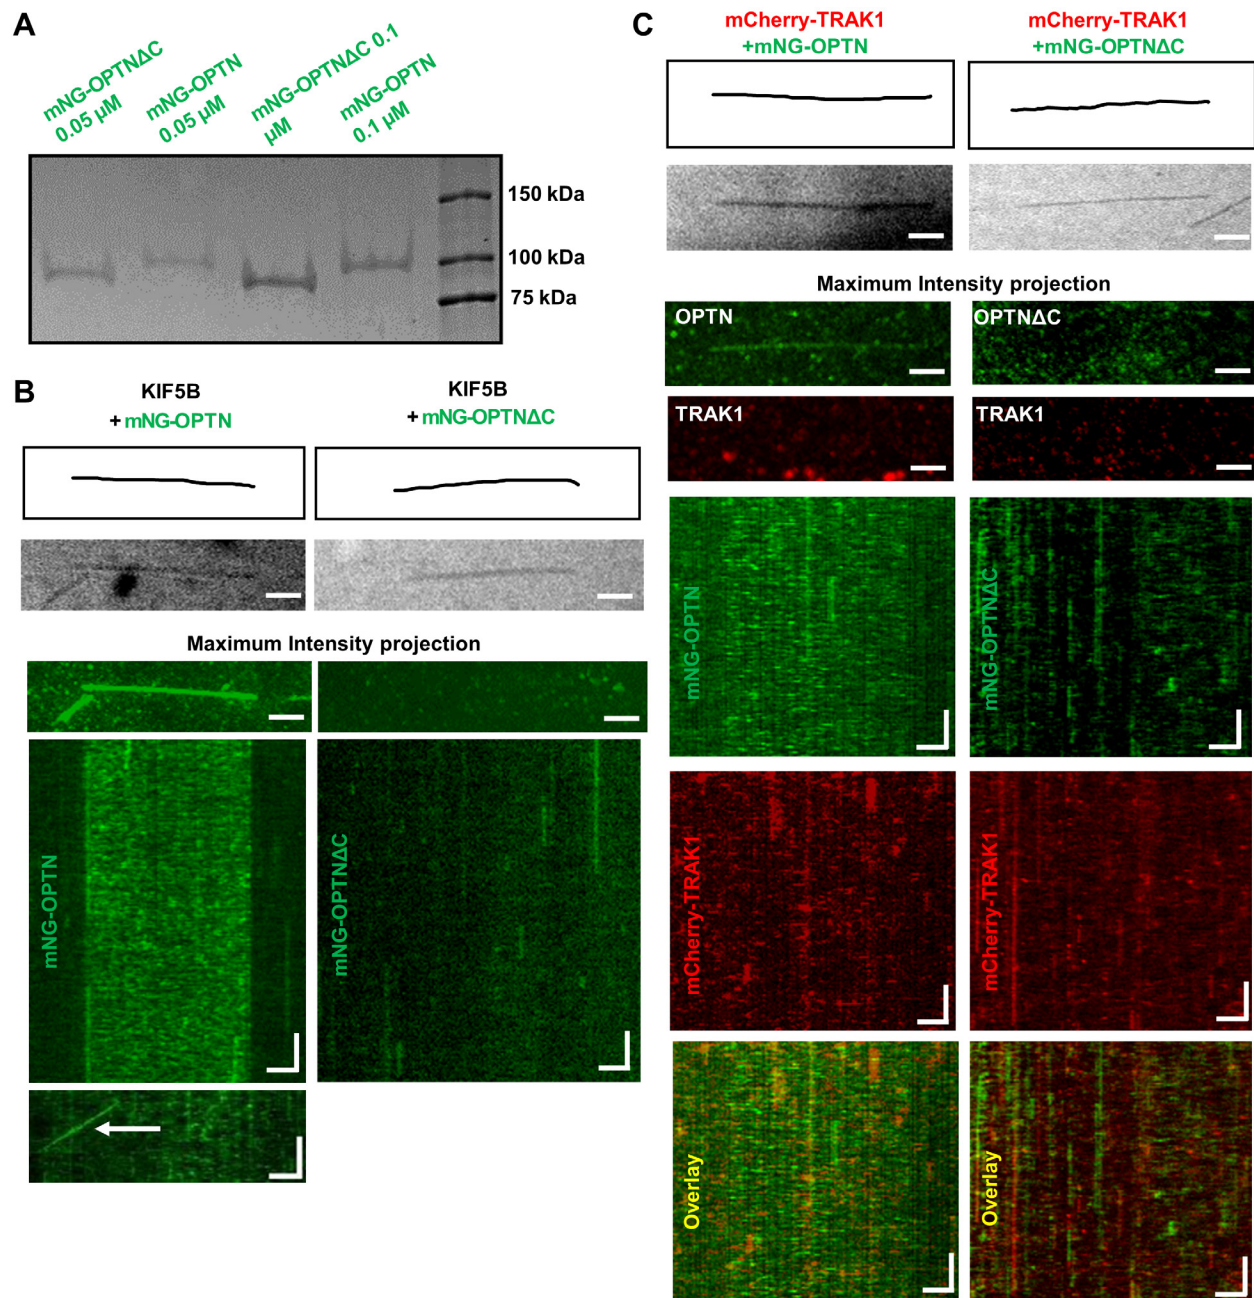 A
mNG-OPTNΔC
0.05 µM
mNG-OPTN
0.05 µM
mNG-OPTNΔC 0.1
µM
mNG-OPTN
0.1 µM
150 kDa
100 kDa
75 kDa
B
KIF5B
+ mNG-OPTN
KIF5B
+ mNG-OPTNΔC
Maximum Intensity projection
mNG-OPTN
mNG-OPTNΔC
C
mCherry-TRAK1
+mNG-OPTN
mCherry-TRAK1
+mNG-OPTNΔC
Maximum Intensity projection
OPTN
OPTNΔC
TRAK1
TRAK1
mNG-OPTN
mNG-OPTNΔC
mCherry-TRAK1
mCherry-TRAK1
Overlay
Overlay